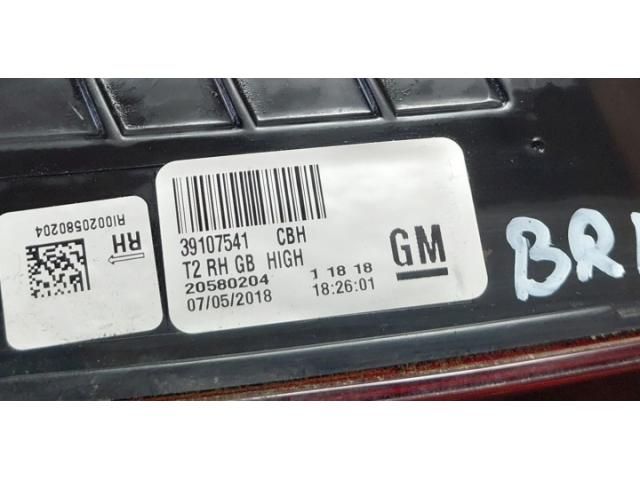 RH
RI0020580204
39107541 CBH
T2 RH GB HIGH
20580204 1 18 18
07/05/2018 18:26:01
GM
BRI